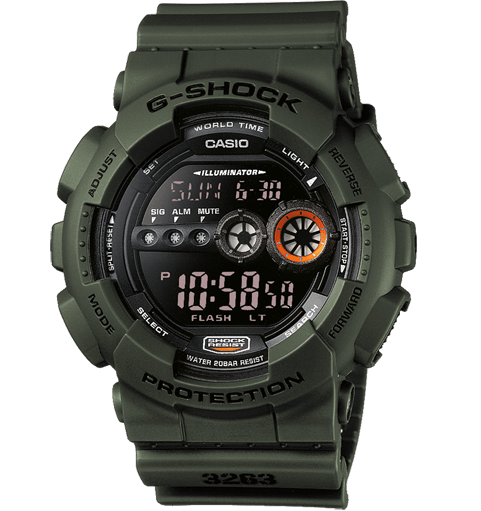 G-SHOCK
WORLD TIME
CASIO
ADJUST
SET
LIGHT
REVERSE
ILLUMINATOR
SUN 6-30
SIG ALM MUTE
SPLIT·RESET
START·STOP
P 10:58 50
FLASH LT
MODE
SELECT
SEARCH
FORWARD
SHOCK
RESIST
WATER 20BAR RESIST
PROTECTION
3263